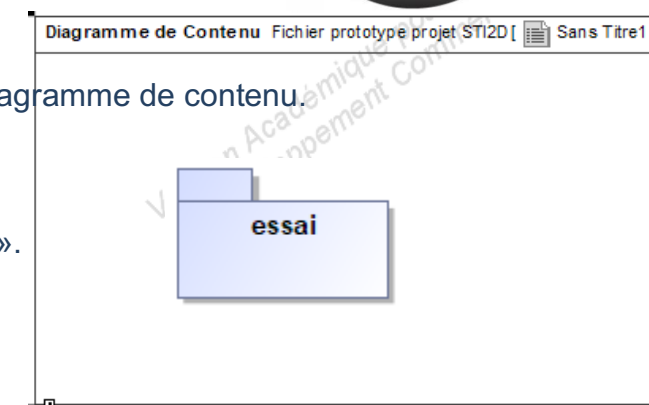 Diagramme de Contenu Fichier prototype projet STI2D [ Sans Titre1
agramme de contenu.
essai
».